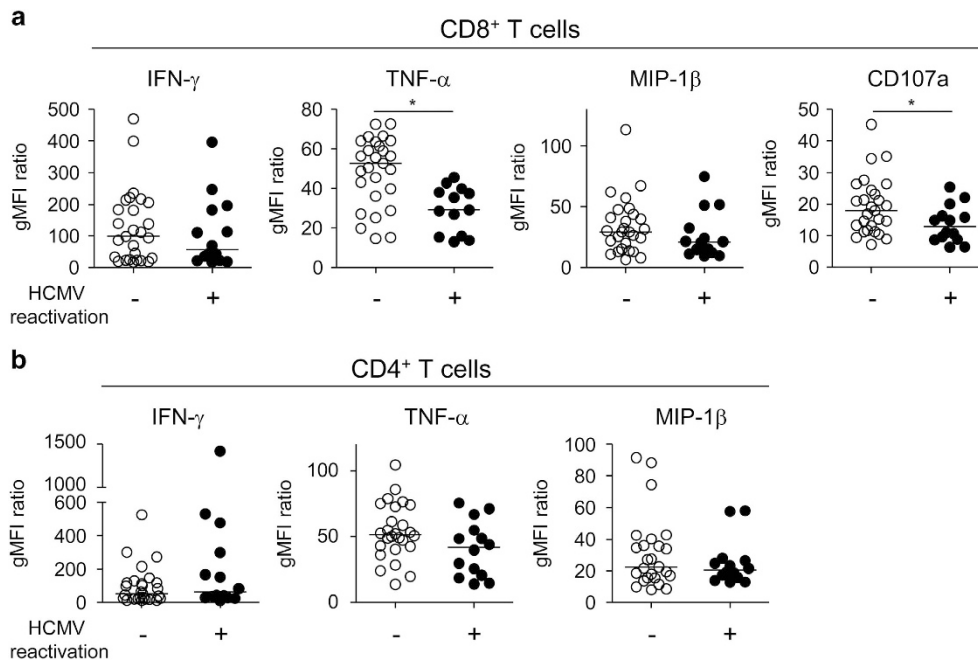 a
CD8+ T cells
IFN-γ
TNF-α
MIP-1β
CD107a
gMFI ratio
500
400
300
200
100
0
gMFI ratio
80
60
40
20
0
*
gMFI ratio
100
50
0
gMFI ratio
50
40
30
20
10
0
*
HCMV
reactivation
- + - + - + - +
b
CD4+ T cells
IFN-γ
TNF-α
MIP-1β
gMFI ratio
1500
1000
600
400
200
0
gMFI ratio
100
50
0
gMFI ratio
100
80
60
40
20
0
HCMV
reactivation
- + - + - +